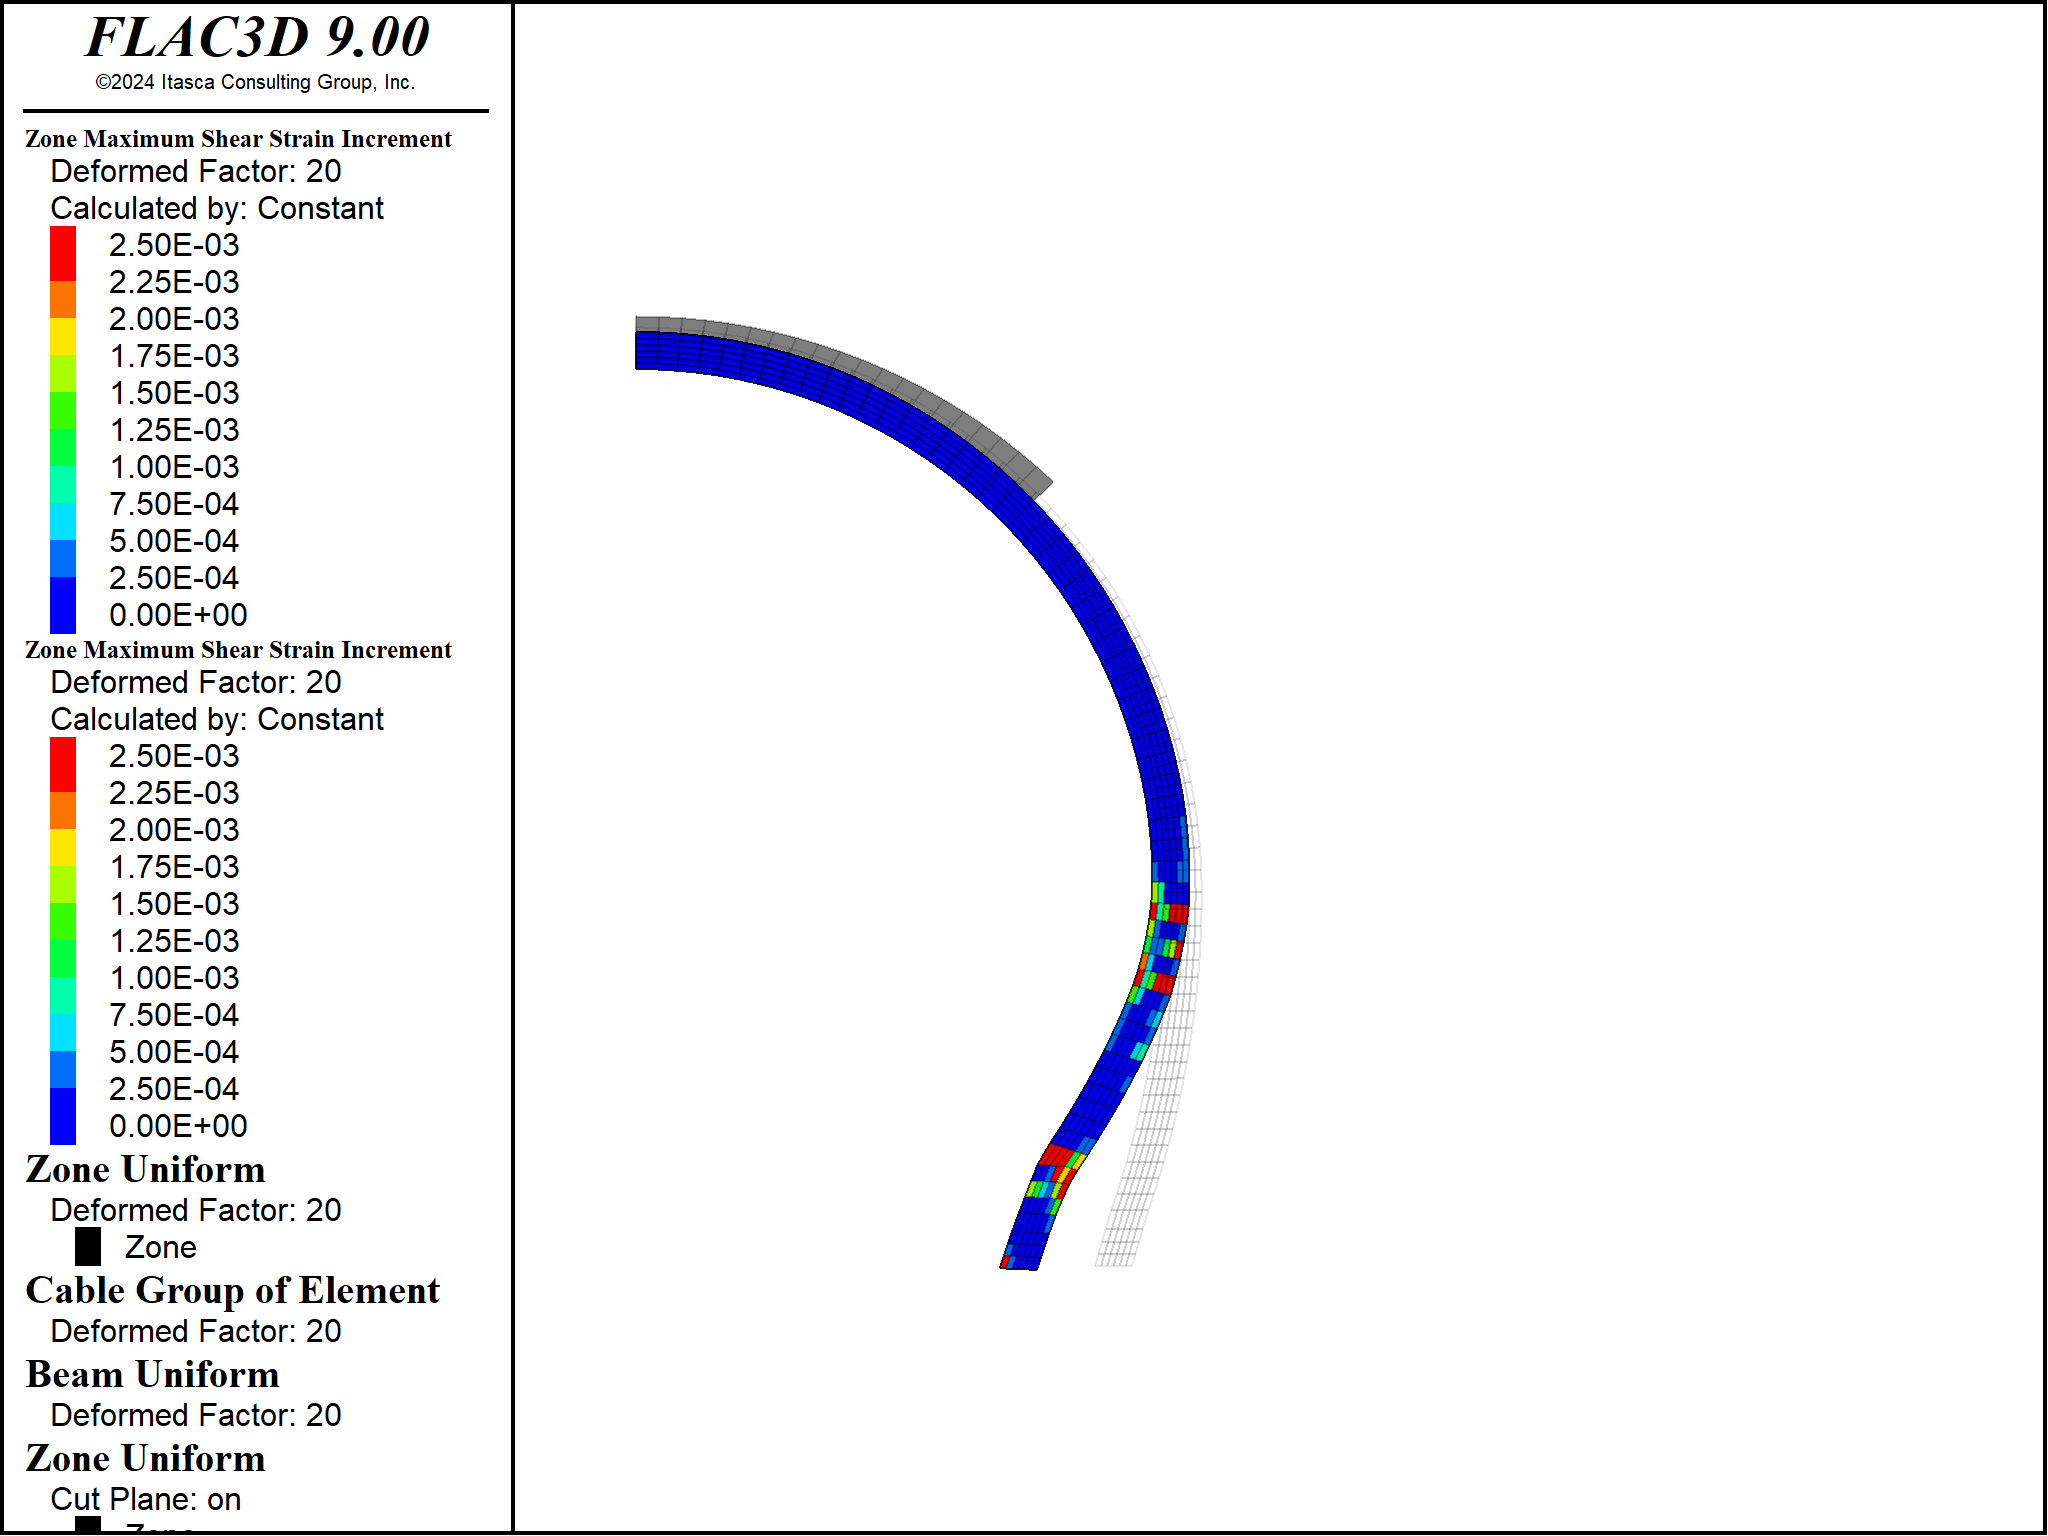 FLAC3D 9.00
©2024 Itasca Consulting Group, Inc.
Zone Maximum Shear Strain Increment
Deformed Factor: 20
Calculated by: Constant
2.50E-03
2.25E-03
2.00E-03
1.75E-03
1.50E-03
1.25E-03
1.00E-03
7.50E-04
5.00E-04
2.50E-04
0.00E+00
Zone Maximum Shear Strain Increment
Deformed Factor: 20
Calculated by: Constant
2.50E-03
2.25E-03
2.00E-03
1.75E-03
1.50E-03
1.25E-03
1.00E-03
7.50E-04
5.00E-04
2.50E-04
0.00E+00
Zone Uniform
Deformed Factor: 20
Zone
Cable Group of Element
Deformed Factor: 20
Beam Uniform
Deformed Factor: 20
Zone Uniform
Cut Plane: on